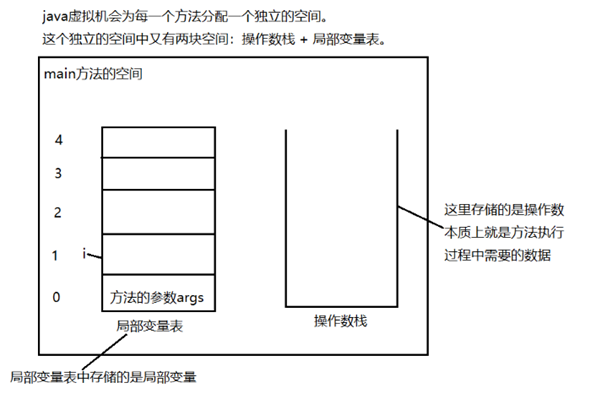 java虚拟机会为每一个方法分配一个独立的空间。
这个独立的空间中又有两块空间：操作数栈 + 局部变量表。
main方法的空间
4
3
2
1
i
0
方法的参数args
局部变量表
操作数栈
这里存储的是操作数
本质上就是方法执行
过程中需要的数据
局部变量表中存储的是局部变量